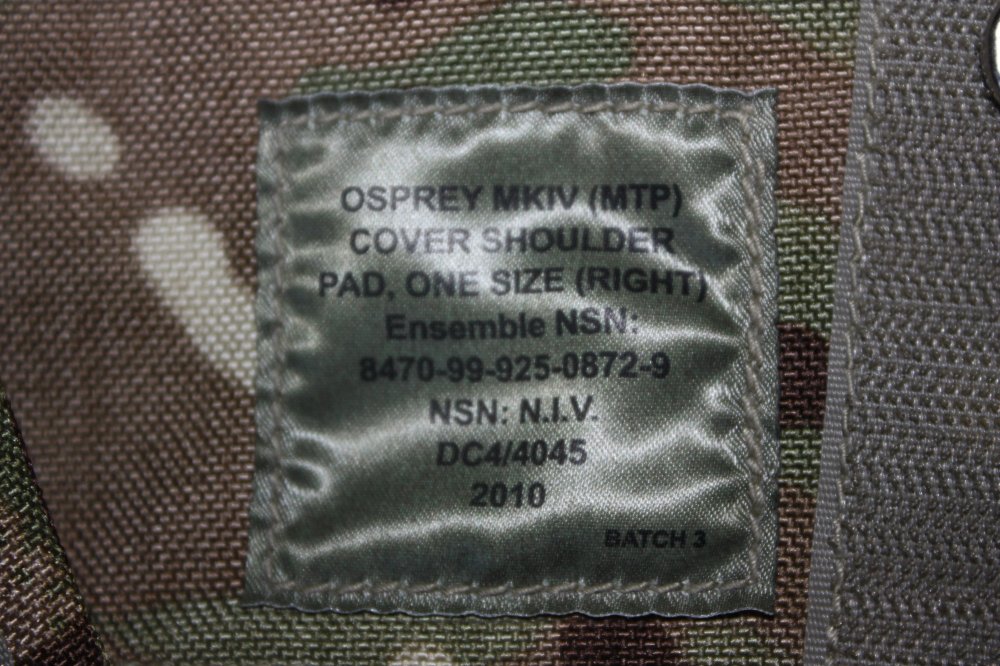 OSPREY MKIV (MTP)
COVER SHOULDER
PAD, ONE SIZE (RIGHT)
Ensemble NSN:
8470-99-925-0872-9
NSN: N.I.V.
DC4/4045
2010
BATCH 3